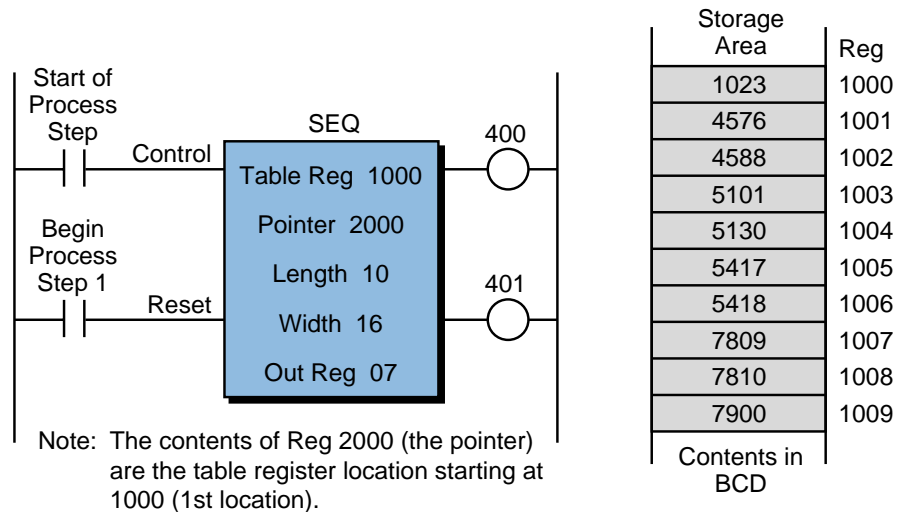 Start of
Process
Step
Control
Begin
Process
Step 1
Reset
SEQ
Table Reg 1000
Pointer 2000
Length 10
Width 16
Out Reg 07
400
401
Note: The contents of Reg 2000 (the pointer)
are the table register location starting at
1000 (1st location).
Storage
Area Reg
1023 1000
4576 1001
4588 1002
5101 1003
5130 1004
5417 1005
5418 1006
7809 1007
7810 1008
7900 1009
Contents in
BCD